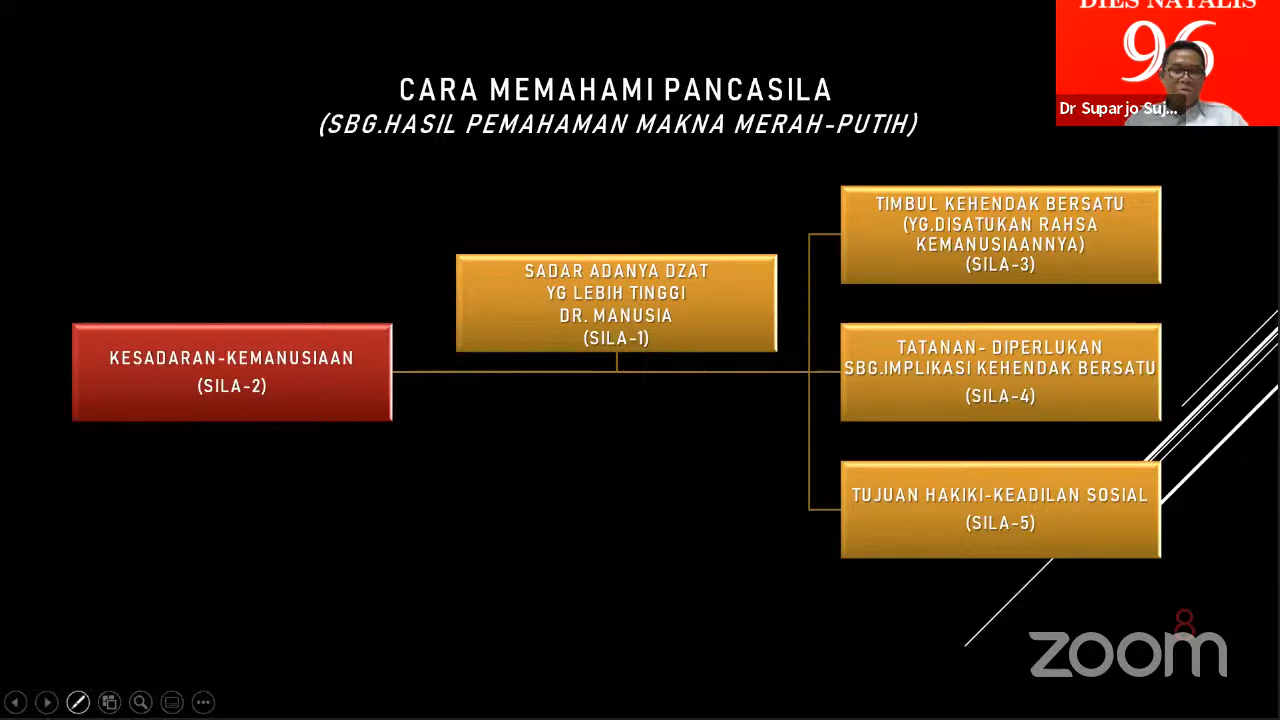 DIES NATALIS
96
Dr Suparjo Suj...
CARA MEMAHAMI PANCASILA
(SBG.HASIL PEMAHAMAN MAKNA MERAH-PUTIH)
KESADARAN-KEMANUSIAAN
(SILA-2)
SADAR ADANYA DZAT
YG LEBIH TINGGI
DR. MANUSIA
(SILA-1)
TIMBUL KEHENDAK BERSATU
(YG.DISATUKAN RAHSA
KEMANUSIAANNYA)
(SILA-3)
TATANAN- DIPERLUKAN
SBG.IMPLIKASI KEHENDAK BERSATU
(SILA-4)
TUJUAN HAKIKI-KEADILAN SOSIAL
(SILA-5)
8
zoom